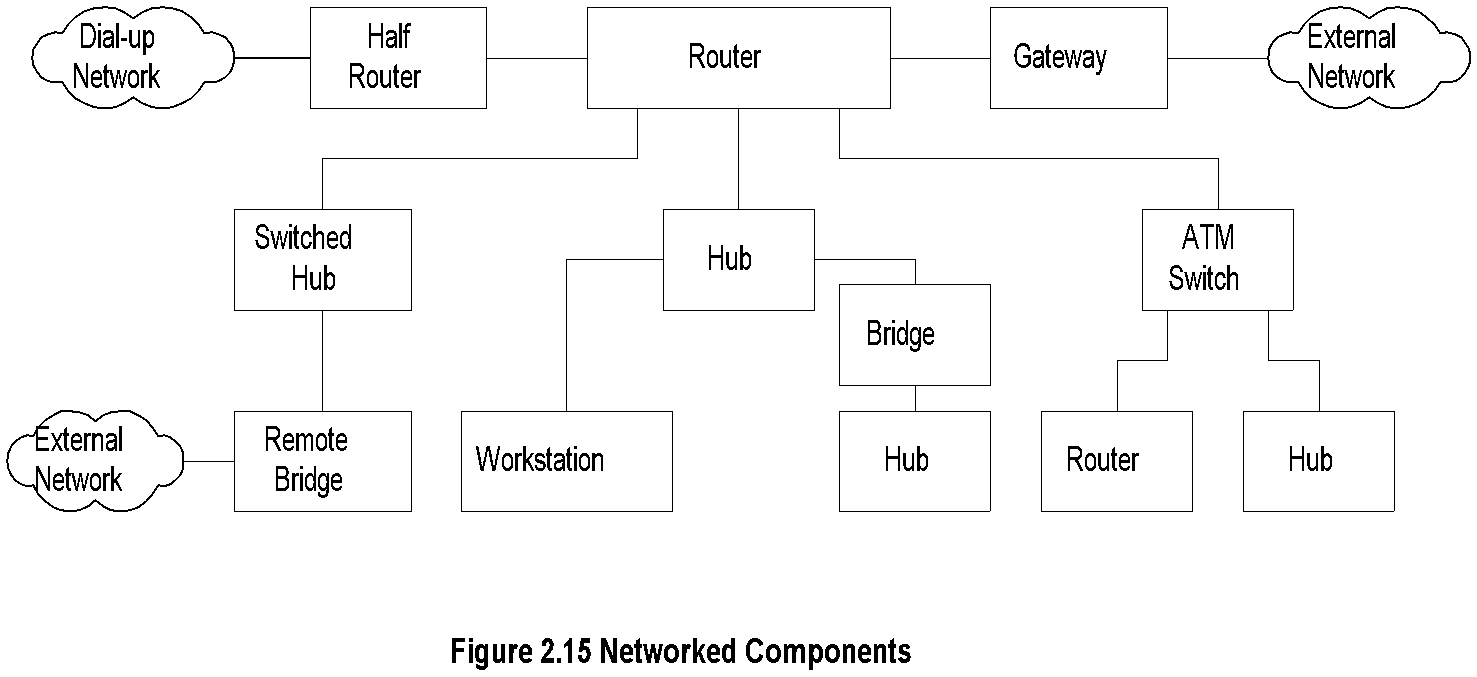 Dial-up
Network
Half
Router
Router
Gateway
External
Network
Switched
Hub
Hub
ATM
Switch
Bridge
External
Network
Remote
Bridge
Workstation
Hub
Router
Hub
Figure 2.15 Networked Components